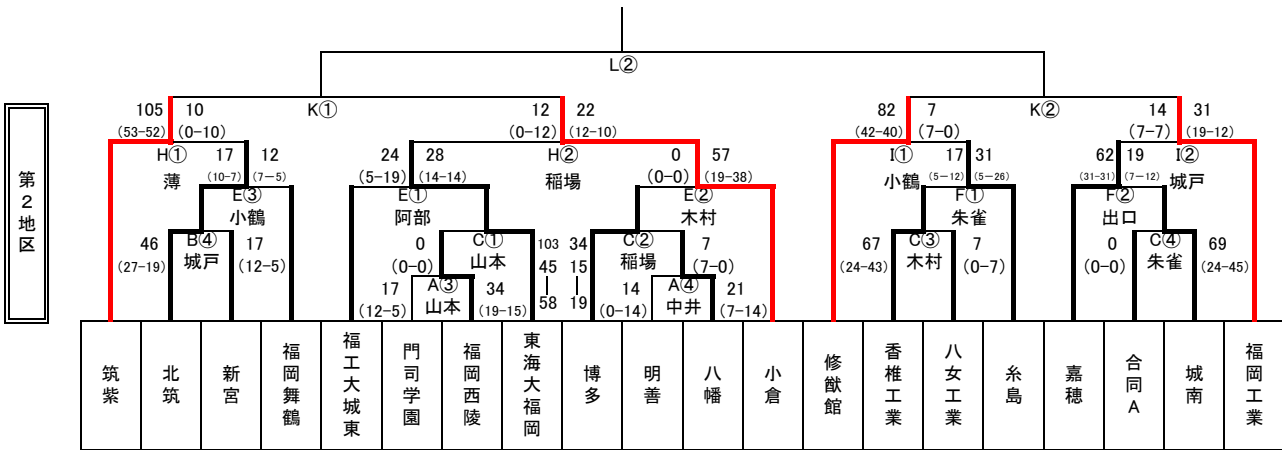 L②
105 10 K① 12 22 82 7 K② 14 31
(53-52) (0-10) (0-12) (12-10) (42-40) (7-0) (7-7) (19-12)
H① 17 12 24 28 H② 0 57 I① 17 31 62 19 I②
薄 (10-7) (7-5) (5-19) (14-14) 稲場 (0-0) (19-38) 小鶴 (5-12) (5-26) (31-31) (7-12) 城戸
E③ E① E② F① F②
小鶴 阿部 木村 朱雀 出口
46 B④ 17 0 C① 103 34 C② 7 67 C③ 7 0 C④ 69
(27-19) 城戸 (12-5) (0-0) 山本 45 15 稲場 (7-0) (24-43) 木村 (0-7) (0-0) 朱雀 (24-45)
17 A③ 34 | | 14 A④ 21
(12-5) 山本 (19-15) 58 19 (0-14) 中井 (7-14)
第2地区
筑紫
北筑
新宮
福岡舞鶴
福工大城東
門司学園
福岡西陵
東海大福岡
博多
明善
八幡
小倉
修猷館
香椎工業
八女工業
糸島
嘉穂
合同A
城南
福岡工業